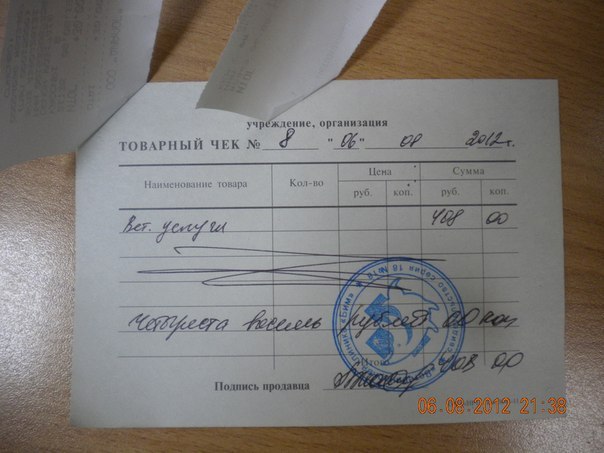 учреждение, организация
ТОВАРНЫЙ ЧЕК № 8 "06" 08 2012г.
Наименование товара Кол-во Цена Сумма
руб. коп. руб. коп.
Вет. услуги 408 00
Четыреста восемь рублей 00 коп
Итого 408 00
Подпись продавца
06.08.2012 21:38